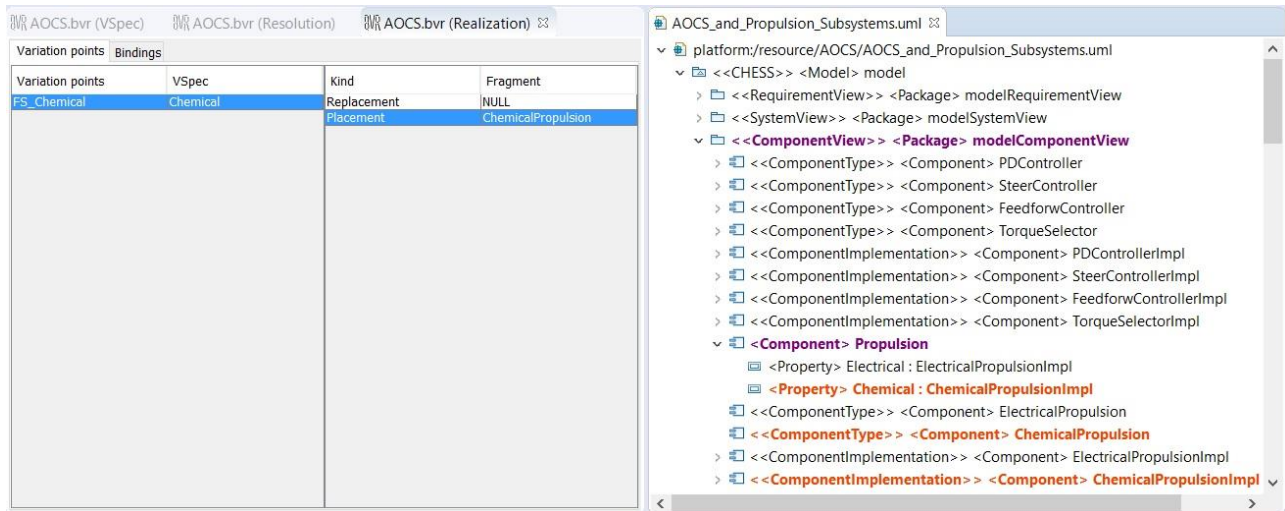 AOCS.bvr (VSpec) AOCS.bvr (Resolution) AOCS.bvr (Realization)
Variation points Bindings
Variation points VSpec Kind Fragment
FS_Chemical Chemical Replacement NULL
Placement ChemicalPropulsion
AOCS_and_Propulsion_Subsystems.uml
platform:/resource/AOCS/AOCS_and_Propulsion_Subsystems.uml
<<CHESS>> <Model> model
<<RequirementView>> <Package> modelRequirementView
<<SystemView>> <Package> modelSystemView
<<ComponentView>> <Package> modelComponentView
<<ComponentType>> <Component> PDController
<<ComponentType>> <Component> SteerController
<<ComponentType>> <Component> FeedforwController
<<ComponentType>> <Component> TorqueSelector
<<ComponentImplementation>> <Component> PDControllerImpl
<<ComponentImplementation>> <Component> SteerControllerImpl
<<ComponentImplementation>> <Component> FeedforwControllerImpl
<<ComponentImplementation>> <Component> TorqueSelectorImpl
<Component> Propulsion
<Property> Electrical : ElectricalPropulsionImpl
<Property> Chemical : ChemicalPropulsionImpl
<<ComponentType>> <Component> ElectricalPropulsion
<<ComponentType>> <Component> ChemicalPropulsion
<<ComponentImplementation>> <Component> ElectricalPropulsionImpl
<<ComponentImplementation>> <Component> ChemicalPropulsionImpl